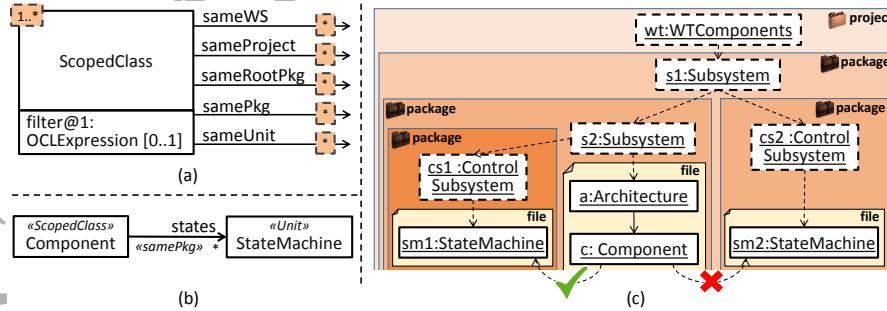 1..*
ScopedClass
filter@1:
OCLExpression [0..1]
sameWS
*
sameProject
*
sameRootPkg
*
samePkg
*
sameUnit
*
(a)
«ScopedClass»
Component
states
«samePkg» *
«Unit»
StateMachine
(b)
project
wt:WTComponents
package
s1:Subsystem
package
package
package
s2:Subsystem
cs1 :Control
Subsystem
cs2 :Control
Subsystem
file
a:Architecture
file
sm1:StateMachine
c: Component
file
sm2:StateMachine
(c)